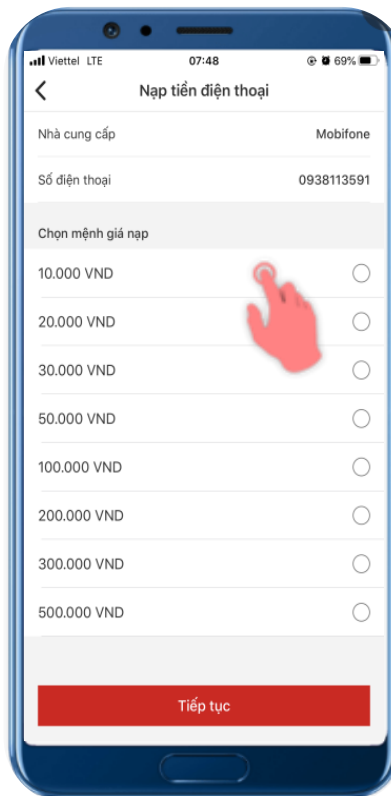 Viettel LTE 07:48 69%
Nạp tiền điện thoại
Nhà cung cấp Mobifone
Số điện thoại 0938113591
Chọn mệnh giá nạp
10.000 VND
20.000 VND
30.000 VND
50.000 VND
100.000 VND
200.000 VND
300.000 VND
500.000 VND
Tiếp tục